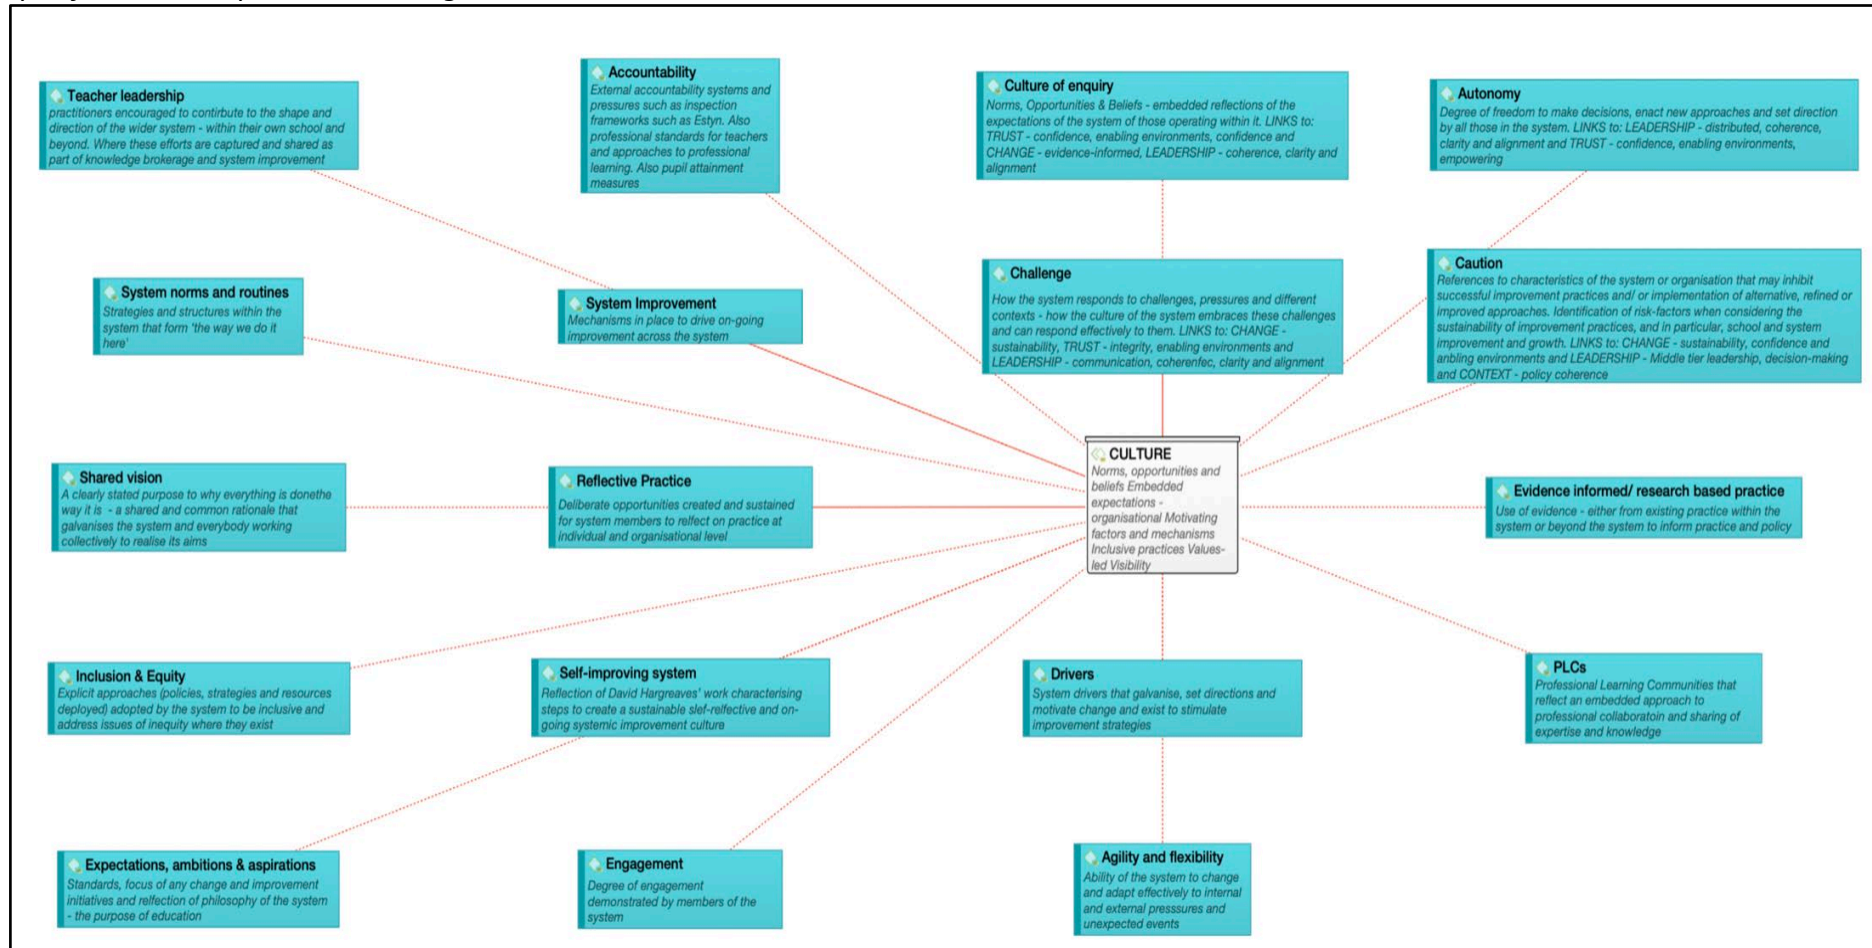 Teacher leadership
practitioners encouraged to contirbute to the shape and
direction of the wider system - within their own school and
beyond. Where these efforts are captured and shared as
part of knowledge brokerage and system improvement
Accountability
External accountability systems and
pressures such as inspection
frameworks such as Estyn. Also
professional standards for teachers
and approaches to professional
learning. Also pupil attainment
measures
Culture of enquiry
Norms, Opportunities & Beliefs - embedded reflections of the
expectations of the system of those operating within it. LINKS to:
TRUST - confidence, enabling environments, confidence and
CHANGE - evidence-informed, LEADERSHIP - coherence, clarity and
alignment
Autonomy
Degree of freedom to make decisions, enact new approaches and set direction
by all those in the system. LINKS to: LEADERSHIP - distributed, coherence,
clarity and alignment and TRUST - confidence, enabling environments,
empowering
System norms and routines
Strategies and structures within the
system that form 'the way we do it
here'
System Improvement
Mechanisms in place to drive on-going
improvement across the system
Challenge
How the system responds to challenges, pressures and different
contexts - how the culture of the system embraces these challenges
and can respond effectively to them. LINKS to: CHANGE -
sustainability, TRUST - integrity, enabling environments and
LEADERSHIP - communication, coherenfec, clarity and alignment
Caution
References to characteristics of the system or organisation that may inhibit
successful improvement practices and/ or implementation of alternative, refined or
improved approaches. Identification of risk-factors when considering the
sustainability of improvement practices, and in particular, school and system
improvement and growth. LINKS to: CHANGE - sustainability, confidence and
anbling environments and LEADERSHIP - Middle tier leadership, decision-making
and CONTEXT - policy coherence
CULTURE
Norms, opportunities and
beliefs Embedded
expectations -
organisational Motivating
factors and mechanisms
Inclusive practices Values-
led Visibility
Shared vision
A clearly stated purpose to why everything is donethe
way it is - a shared and common rationale that
galvanises the system and everybody working
collectively to realise its aims
Reflective Practice
Deliberate opportunities created and sustained
for system members to relfect on practice at
individual and organisational level
Evidence informed/ research based practice
Use of evidence - either from existing practice within the
system or beyond the system to inform practice and policy
Inclusion & Equity
Explicit approaches (policies, strategies and resources
deployed) adopted by the system to be inclusive and
address issues of inequity where they exist
Self-improving system
Reflection of David Hargreaves' work characterising
steps to create a sustainable slef-relfective and on-
going systemic improvement culture
Drivers
System drivers that galvanise, set directions and
motivate change and exist to stimulate
improvement strategies
PLCs
Professional Learning Communities that
reflect an embedded approach to
professional collaboratoin and sharing of
expertise and knowledge
Expectations, ambitions & aspirations
Standards, focus of any change and improvement
initiatives and relfection of philosophy of the system
- the purpose of education
Engagement
Degree of engagement
demonstrated by members of the
system
Agility and flexibility
Ability of the system to change
and adapt effectively to internal
and external presssures and
unexpected events